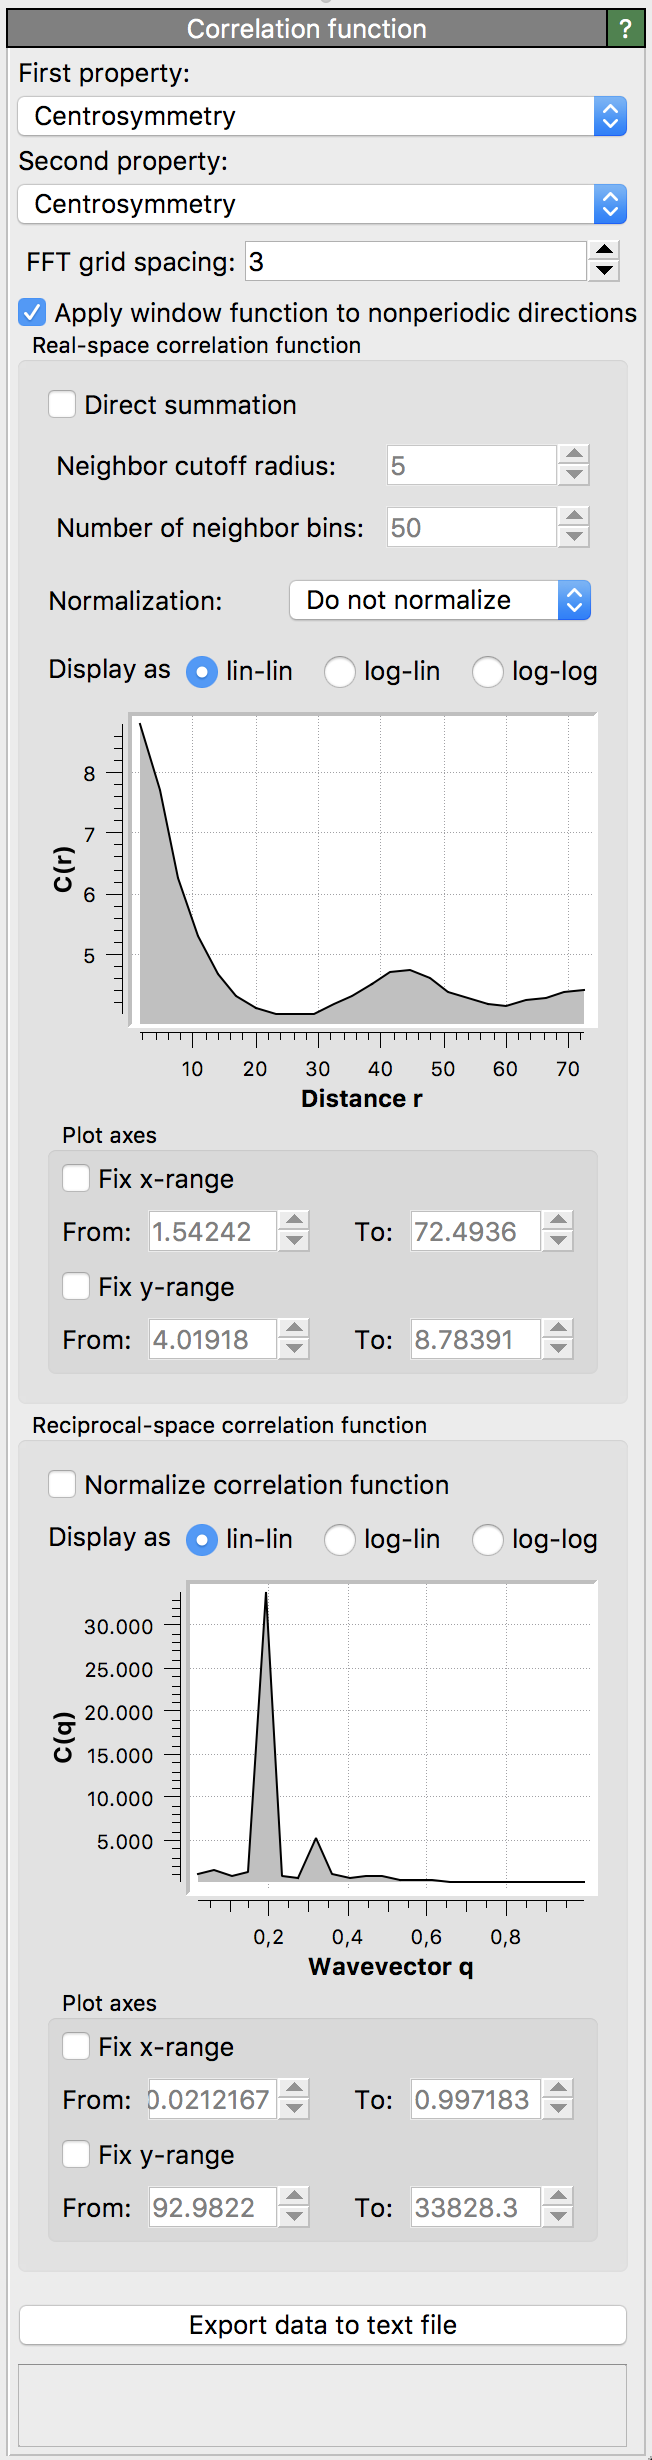 Correlation function ?
First property:
Centrosymmetry
Second property:
Centrosymmetry
FFT grid spacing: 3
Apply window function to nonperiodic directions
Real-space correlation function
Direct summation
Neighbor cutoff radius: 5
Number of neighbor bins: 50
Normalization: Do not normalize
Display as lin-lin log-lin log-log
8
7
6
5
C(r)
10 20 30 40 50 60 70
Distance r
Plot axes
Fix x-range
From: 1.54242 To: 72.4936
Fix y-range
From: 4.01918 To: 8.78391
Reciprocal-space correlation function
Normalize correlation function
Display as lin-lin log-lin log-log
30.000
25.000
20.000
15.000
10.000
5.000
C(q)
0,2 0,4 0,6 0,8
Wavevector q
Plot axes
Fix x-range
From: 0.0212167 To: 0.997183
Fix y-range
From: 92.9822 To: 33828.3
Export data to text file